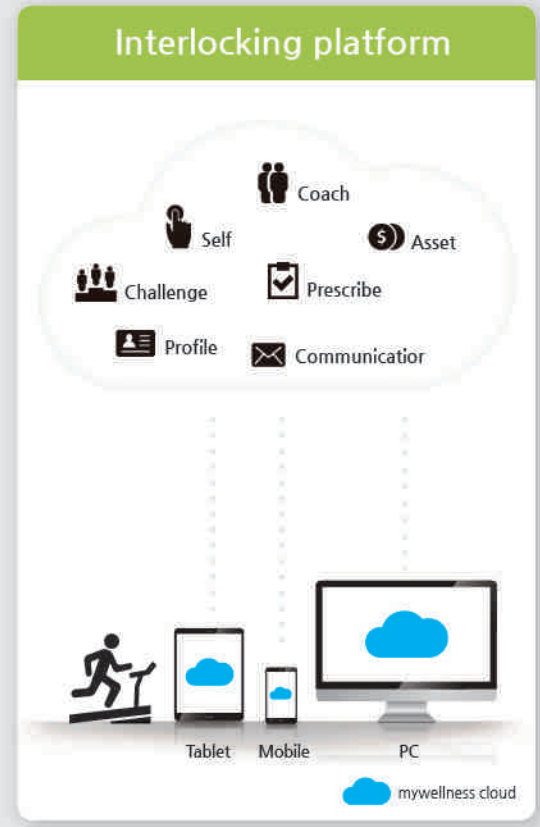 Interlocking platform
Coach
Self
Asset
Challenge
Prescribe
Profile
Communicatior
Tablet Mobile PC
mywellness cloud